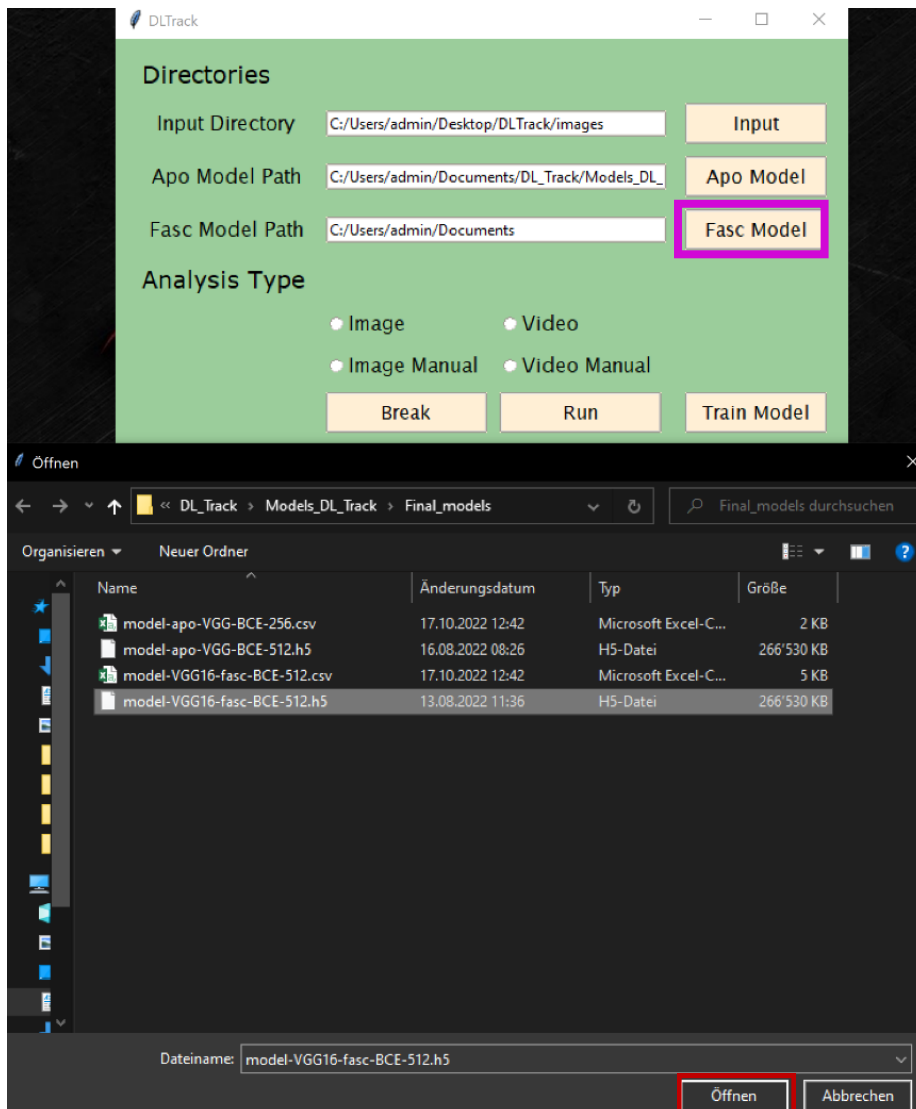 DLTrack
Directories
Input Directory C:/Users/admin/Desktop/DLTrack/images Input
Apo Model Path C:/Users/admin/Documents/DL_Track/Models_DL_ Apo Model
Fasc Model Path C:/Users/admin/Documents Fasc Model
Analysis Type
Image Video
Image Manual Video Manual
Break Run Train Model
Öffnen
« DL_Track › Models_DL_Track › Final_models Final_models durchsuchen
Organisieren Neuer Ordner
Name Änderungsdatum Typ Größe
model-apo-VGG-BCE-256.csv 17.10.2022 12:42 Microsoft Excel-C... 2 KB
model-apo-VGG-BCE-512.h5 16.08.2022 08:26 H5-Datei 266'530 KB
model-VGG16-fasc-BCE-512.csv 17.10.2022 12:42 Microsoft Excel-C... 5 KB
model-VGG16-fasc-BCE-512.h5 13.08.2022 11:36 H5-Datei 266'530 KB
Dateiname: model-VGG16-fasc-BCE-512.h5
Öffnen Abbrechen